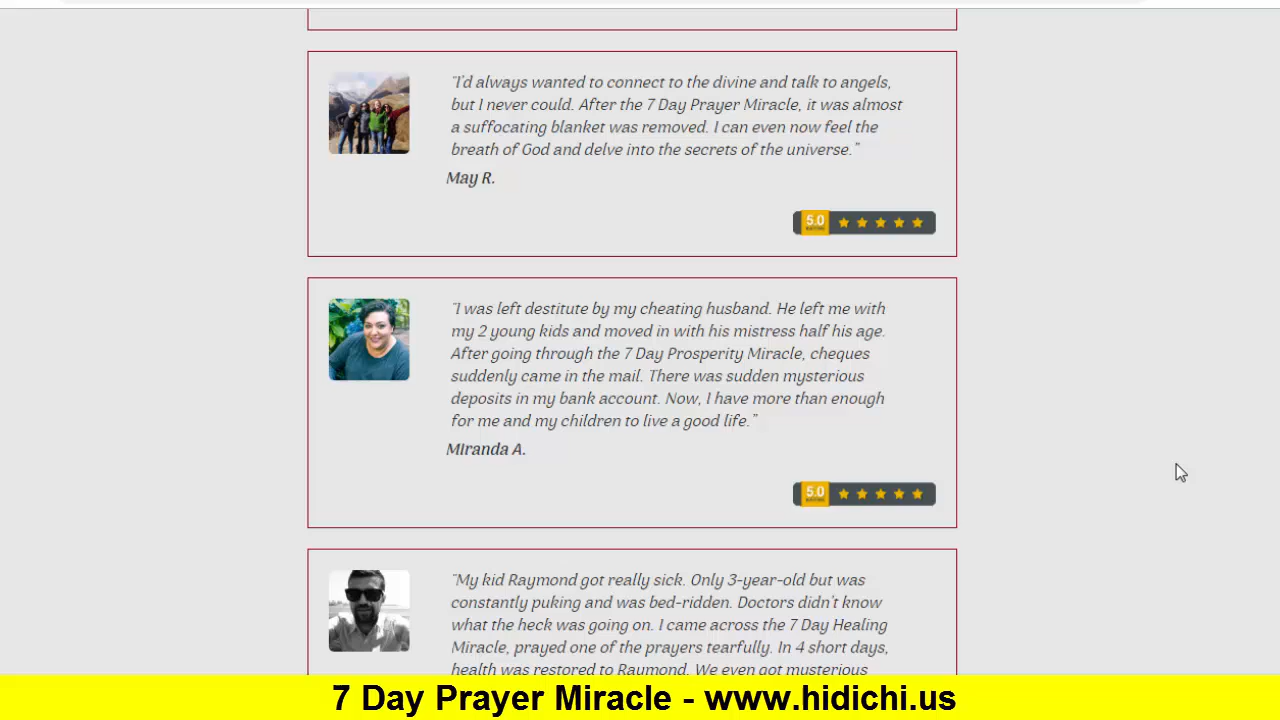 "I'd always wanted to connect to the divine and talk to angels,
but I never could. After the 7 Day Prayer Miracle, it was almost
a suffocating blanket was removed. I can even now feel the
breath of God and delve into the secrets of the universe."
May R.
5.0
"I was left destitute by my cheating husband. He left me with
my 2 young kids and moved in with his mistress half his age.
After going through the 7 Day Prosperity Miracle, cheques
suddenly came in the mail. There was sudden mysterious
deposits in my bank account. Now, I have more than enough
for me and my children to live a good life."
MIranda A.
5.0
"My kid Raymond got really sick. Only 3-year-old but was
constantly puking and was bed-ridden. Doctors didn't know
what the heck was going on. I came across the 7 Day Healing
Miracle, prayed one of the prayers tearfully. In 4 short days,
health was restored to Raymond. We even got mysterious
7 Day Prayer Miracle - www.hidichi.us